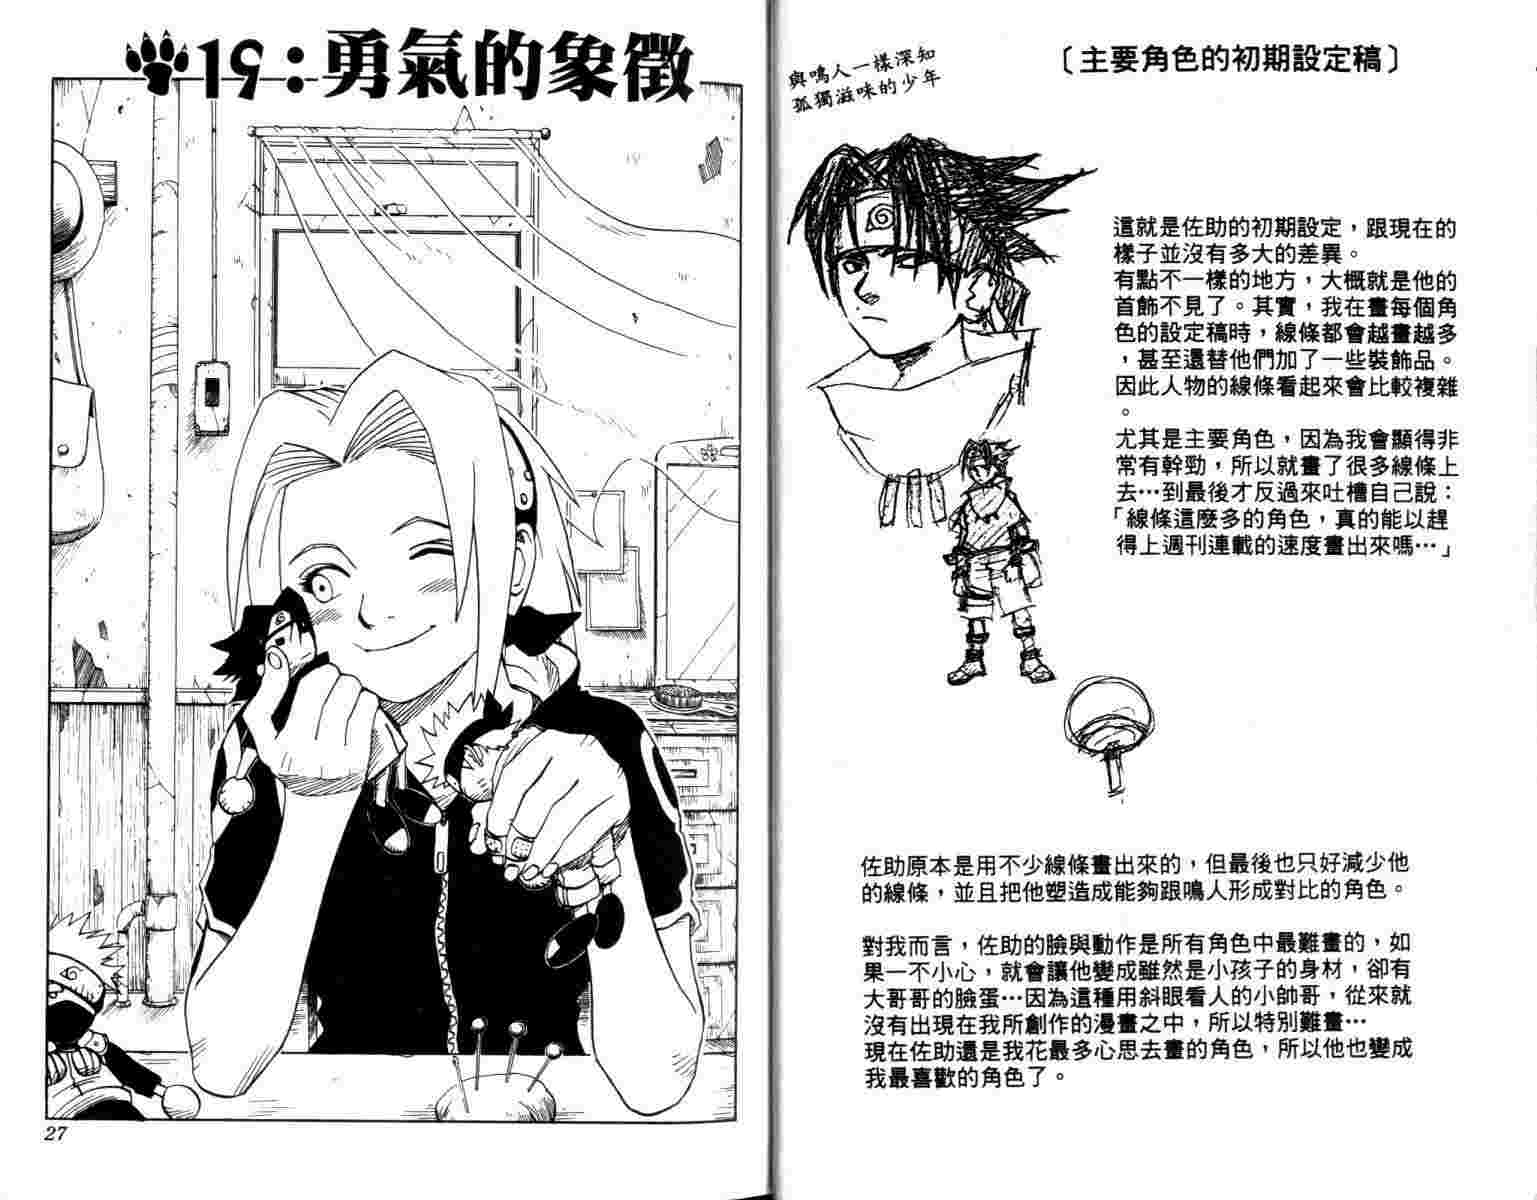 19：勇氣的象徵
27
〔主要角色的初期設定稿〕
與鳴人一樣深知
孤獨滋味的少年
這就是佐助的初期設定，跟現在的
樣子並沒有多大的差異。
有點不一樣的地方，大概就是他的
首飾不見了。其實，我在畫每個角
色的設定稿時，線條都會越畫越多
，甚至還替他們加了一些裝飾品。
因此人物的線條看起來會比較複雜
。
尤其是主要角色，因為我會顯得非
常有幹勁，所以就畫了很多線條上
去…到最後才反過來吐槽自己說：
「線條這麼多的角色，真的能以趕
得上週刊連載的速度畫出來嗎…」
佐助原本是用不少線條畫出來的，但最後也只好減少他
的線條，並且把他塑造成能夠跟鳴人形成對比的角色。
對我而言，佐助的臉與動作是所有角色中最難畫的，如
果一不小心，就會讓他變成雖然是小孩子的身材，卻有
大哥哥的臉蛋…因為這種用斜眼看人的小帥哥，從來就
沒有出現在我所創作的漫畫之中，所以特別難畫…
現在佐助還是我花最多心思去畫的角色，所以他也變成
我最喜歡的角色了。